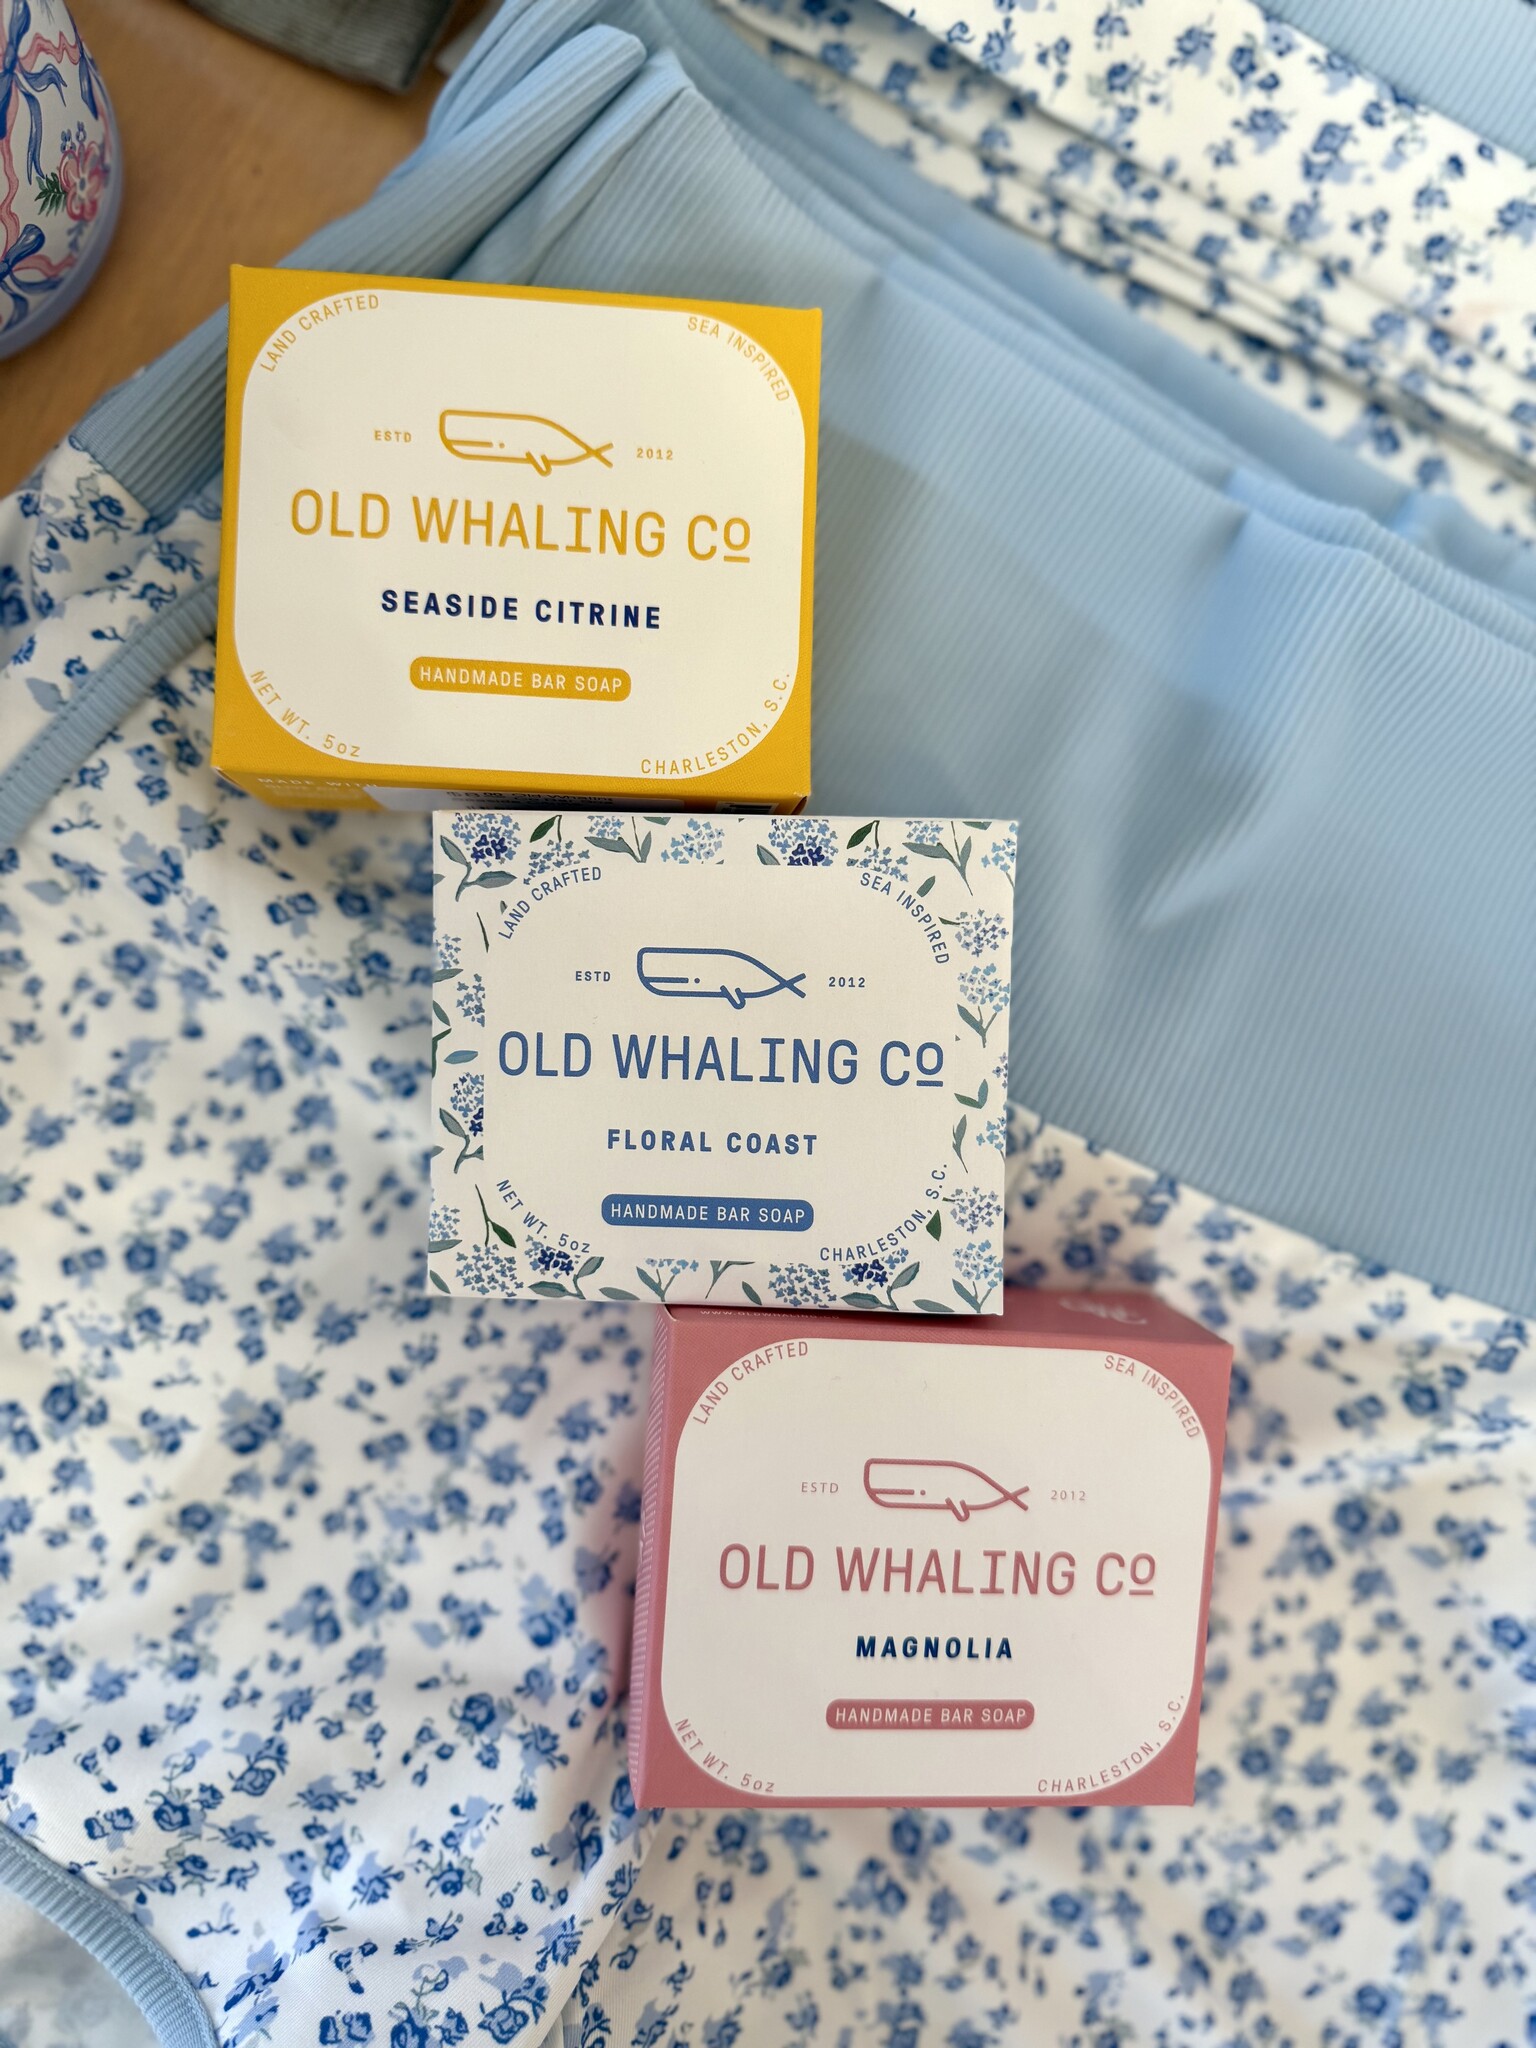 LAND CRAFTED
SEA INSPIRED
ESTD
2012
OLD WHALING Co
SEASIDE CITRINE
HANDMADE BAR SOAP
NET WT. 5oz
CHARLESTON, S.C.
MADE WITH
LAND CRAFTED
SEA INSPIRED
ESTD
2012
OLD WHALING Co
FLORAL COAST
HANDMADE BAR SOAP
NET WT. 5oz
CHARLESTON, S.C.
LAND CRAFTED
SEA INSPIRED
ESTD
2012
OLD WHALING Co
MAGNOLIA
HANDMADE BAR SOAP
NET WT. 5oz
CHARLESTON, S.C.